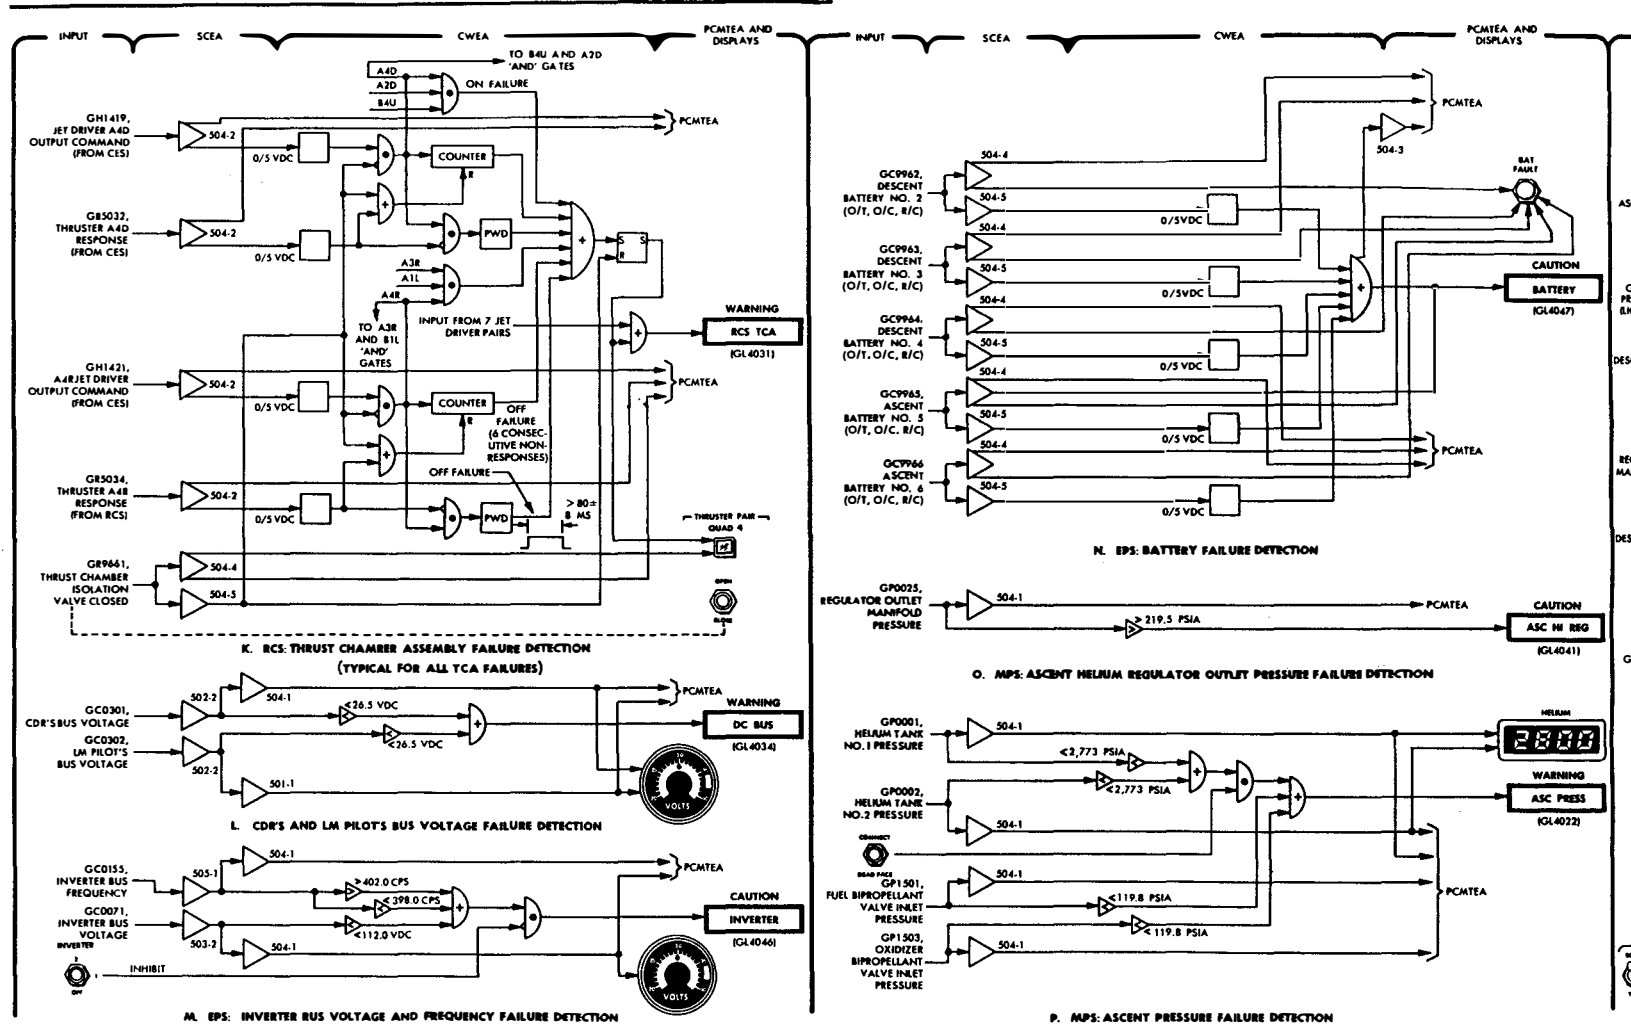 INPUT
SCEA
CWEA
PCMTEA AND
DISPLAYS
TO B4U AND A2D
'AND' GATES
A4D
A2D
B4U
ON FAILURE
GH1419,
JET DRIVER A4D
OUTPUT COMMAND
(FROM CES)
504-2
0/5 VDC
COUNTER
R
PCMTEA
GB5032,
THRUSTER A4D
RESPONSE
(FROM CES)
504-2
0/5 VDC
PWD
S
S
R
A3R
A1L
A4R
TO A3R
AND B1L
'AND'
GATES
INPUT FROM 7 JET
DRIVER PAIRS
WARNING
RCS TCA
(GL4031)
GH1421,
A4RJET DRIVER
OUTPUT COMMAND
(FROM CES)
504-2
0/5 VDC
COUNTER
R
PCMTEA
OFF
FAILURE
(6 CONSEC-
UTIVE NON-
RESPONSES)
OFF FAILURE
GR5034,
THRUSTER A4R
RESPONSE
(FROM RCS)
504-2
0/5 VDC
PWD
> 80±
8 MS
THRUSTER PAIR
QUAD 4
GR9661,
THRUST CHAMBER
ISOLATION
VALVE CLOSED
504-4
504-5
OPEN
CLOSE
K. RCS: THRUST CHAMRER ASSEMBLY FAILURE DETECTION
(TYPICAL FOR ALL TCA FAILURES)
GC0301,
CDR'S BUS VOLTAGE
GC0302,
LM PILOT'S
BUS VOLTAGE
502-2
502-2
504-1
501-1
<26.5 VDC
<26.5 VDC
PCMTEA
WARNING
DC BUS
(GL4034)
VOLTS
L. CDR'S AND LM PILOT'S BUS VOLTAGE FAILURE DETECTION
GC0155,
INVERTER BUS
FREQUENCY
GC0071,
INVERTER BUS
VOLTAGE
505-1
503-2
504-1
504-1
>402.0 CPS
<398.0 CPS
<112.0 VDC
PCMTEA
CAUTION
INVERTER
(GL4046)
INVERTER
2
1
OFF
INHIBIT
VOLTS
M. EPS: INVERTER RUS VOLTAGE AND FREQUENCY FAILURE DETECTION
INPUT
SCEA
CWEA
PCMTEA AND
DISPLAYS
PCMTEA
504-3
BAT
FAULT
GC9962,
DESCENT
BATTERY NO. 2
(O/T, O/C, R/C)
504-4
504-5
0/5VDC
GC9963,
DESCENT
BATTERY NO. 3
(O/T, O/C, R/C)
504-4
504-5
0/5VDC
CAUTION
BATTERY
(GL4047)
GC9964,
DESCENT
BATTERY NO. 4
(O/T, O/C, R/C)
504-4
504-5
0/5 VDC
GC9965,
ASCENT
BATTERY NO. 5
(O/T, O/C, R/C)
504-4
504-5
0/5 VDC
GC9966
ASCENT
BATTERY NO. 6
(O/T, O/C, R/C)
504-4
504-5
0/5 VDC
PCMTEA
N. EPS: BATTERY FAILURE DETECTION
GP0025,
REGULATOR OUTLET
MANIFOLD
PRESSURE
504-1
> 219.5 PSIA
PCMTEA
CAUTION
ASC HI REG
(GL4041)
O. MPS: ASCENT HELIUM REGULATOR OUTLET PRESSURE FAILURE DETECTION
GP0001,
HELIUM TANK
NO. 1 PRESSURE
504-1
<2,773 PSIA
<2,773 PSIA
HELIUM
GP0002,
HELIUM TANK
NO.2 PRESSURE
504-1
WARNING
ASC PRESS
(GL4022)
CONNECT
DEAD FACE
GP1501,
FUEL BIPROPELLANT
VALVE INLET
PRESSURE
504-1
<119.8 PSIA
GP1503,
OXIDIZER
BIPROPELLANT
VALVE INLET
PRESSURE
504-1
< 119.8 PSIA
PCMTEA
P. MPS: ASCENT PRESSURE FAILURE DETECTION